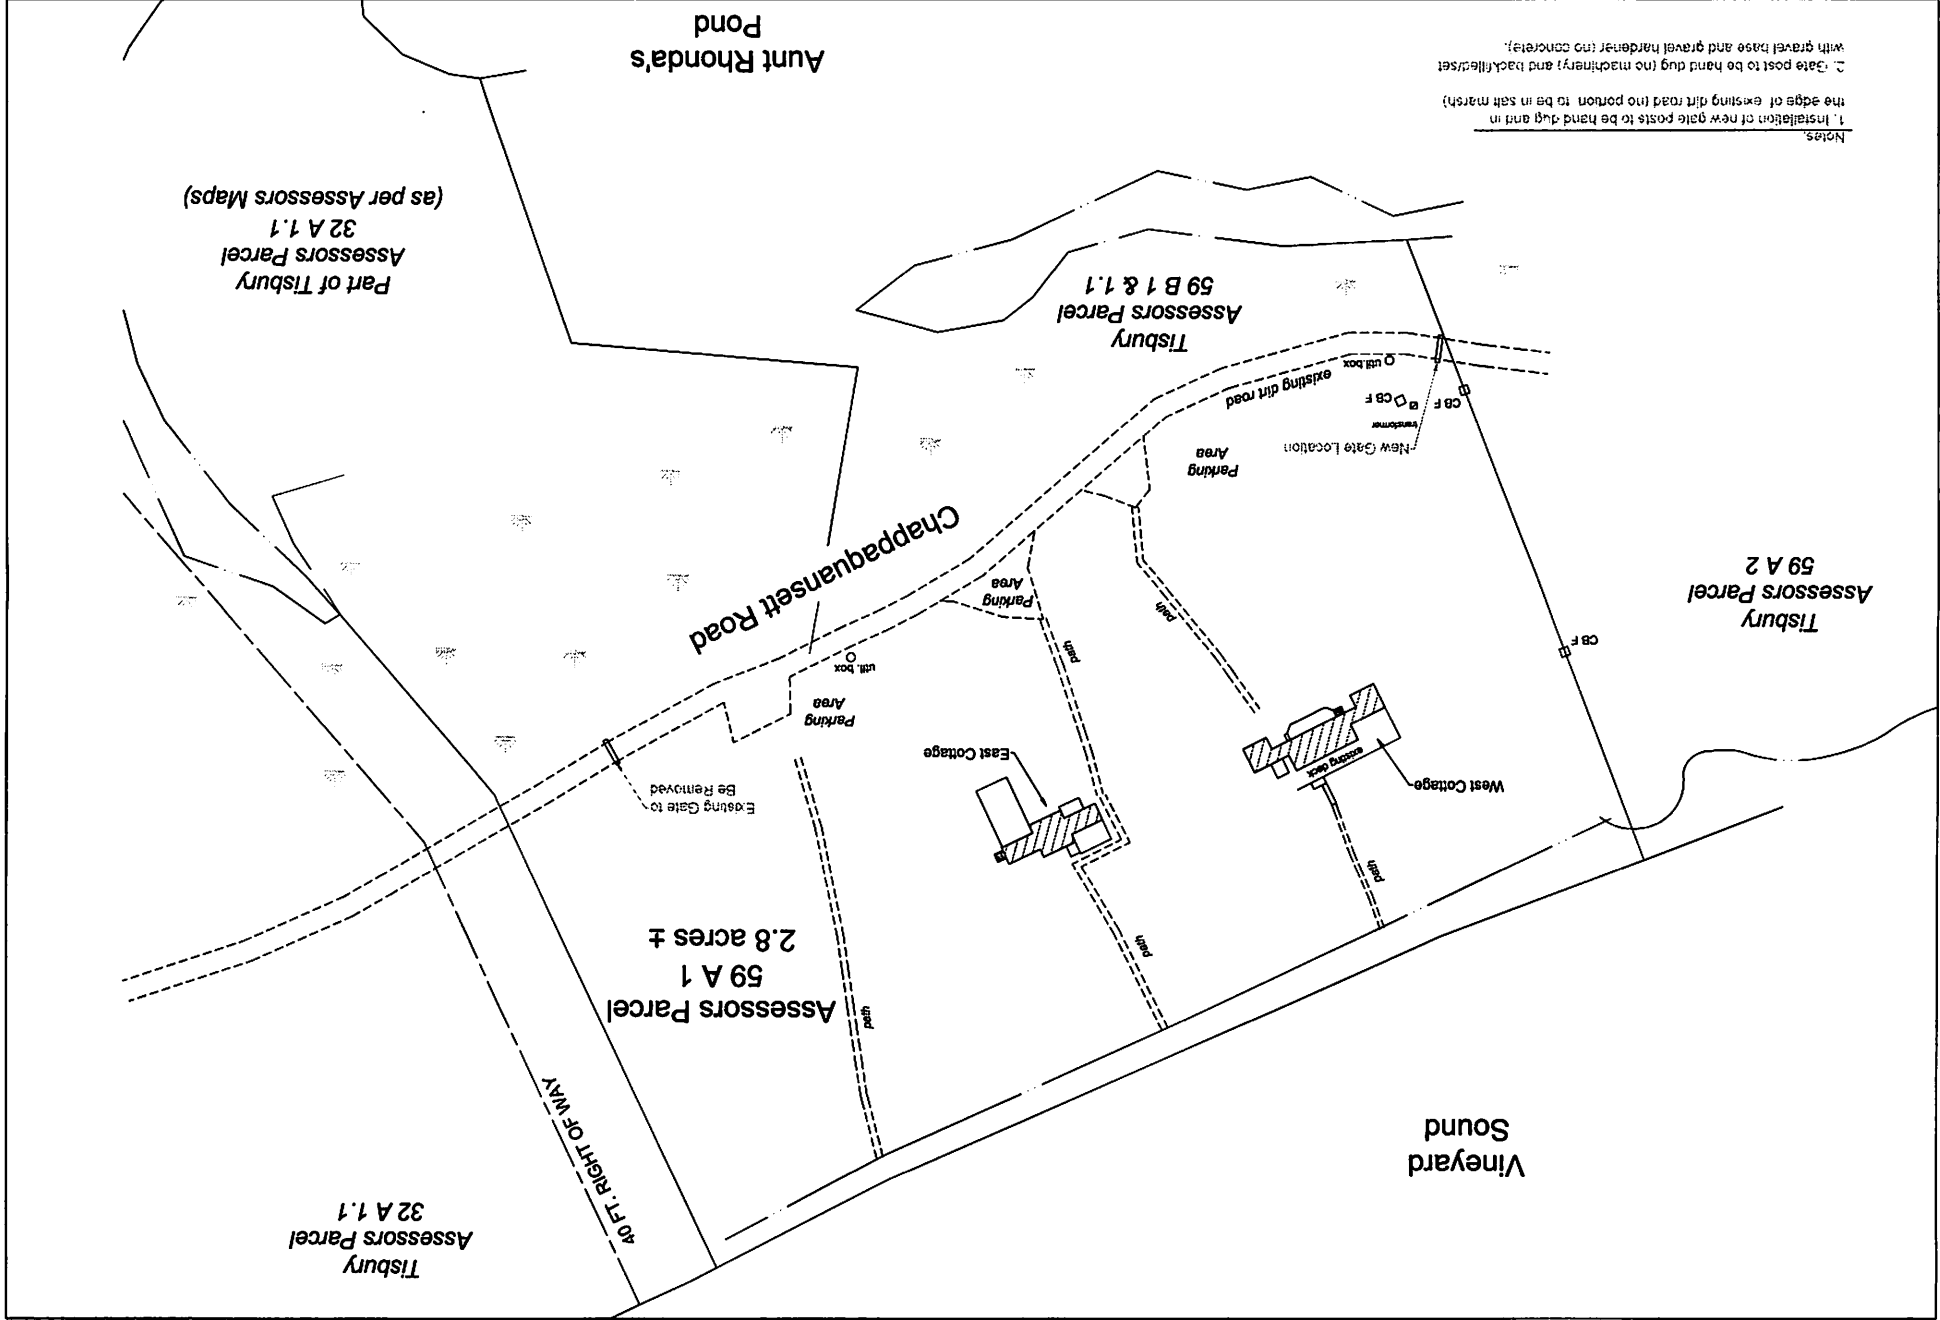 Tisbury
Assessors Parcel
32 A 1.1
Vineyard
Sound
40 FT. RIGHT OF WAY
path
Assessors Parcel
59 A 1
2.8 acres ±
path
path
West Cottage
existing deck
East Cottage
Existing Gate to
Be Removed
Parking
Area
util. box
path
path
Parking
Area
CB F
Tisbury
Assessors Parcel
59 A 2
Chappaquansett Road
Parking
Area
New Gate Location
transformer
CB F
CB F
util.box
existing dirt road
Tisbury
Assessors Parcel
59 B 1 & 1.1
Part of Tisbury
Assessors Parcel
32 A 1.1
(as per Assessors Maps)
Notes:
1. Installation of new gate posts to be hand dug and in
the edge of existing dirt road (no portion to be in salt marsh)
2. Gate post to be hand dug (no machinery) and backfilled/set
with gravel base and gravel hardener (no concrete).
Aunt Rhonda's
Pond